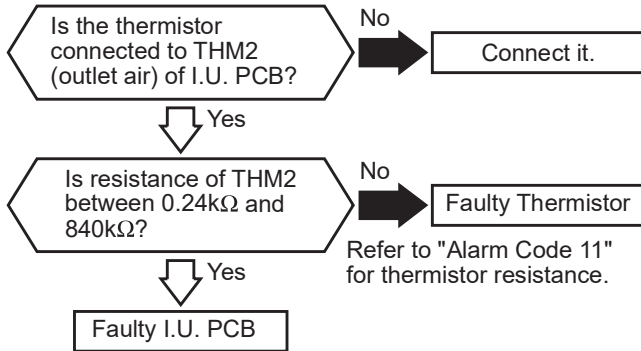 Is the thermistor
connected to THM2
(outlet air) of I.U. PCB?
No
Connect it.
Yes
Is resistance of THM2
between 0.24kΩ and
840kΩ?
No
Faulty Thermistor
Refer to "Alarm Code 11"
for thermistor resistance.
Yes
Faulty I.U. PCB